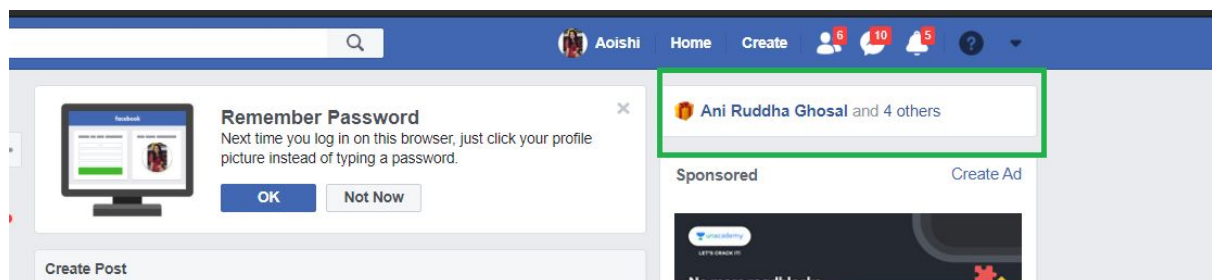 Aoishi Home Create 6 10 5 ?
facebook
Remember Password
Next time you log in on this browser, just click your profile
picture instead of typing a password.
OK Not Now
Create Post
Ani Ruddha Ghosal and 4 others
Sponsored Create Ad
unacademy
LET'S CRACK IT!